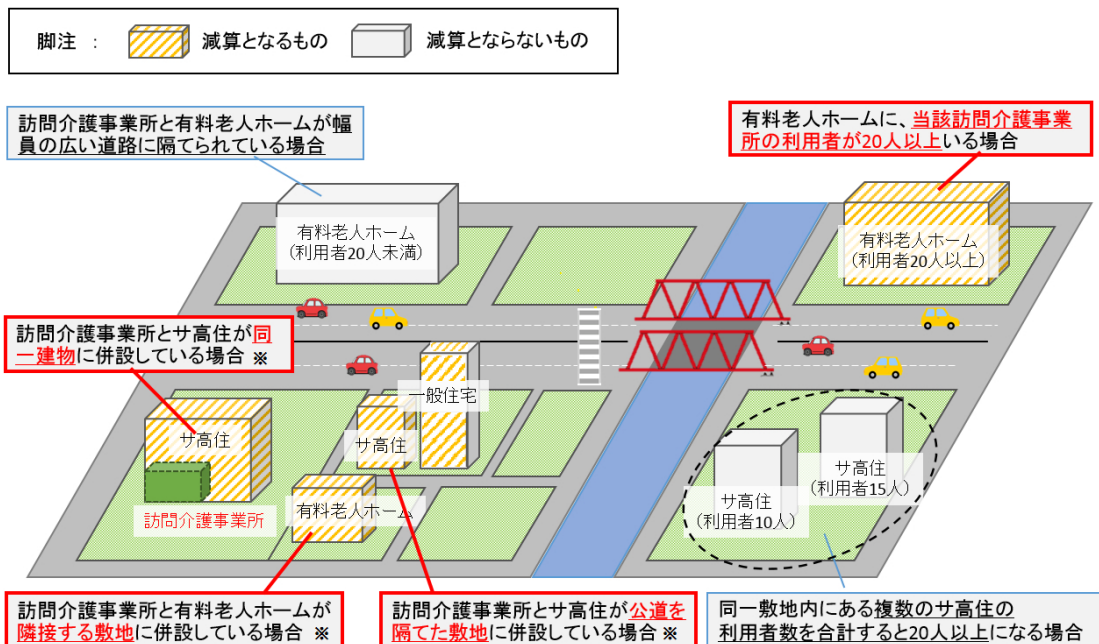 脚注 : 減算となるもの 減算とならないもの
訪問介護事業所と有料老人ホームが幅
員の広い道路に隔てられている場合
有料老人ホームに、当該訪問介護事業
所の利用者が20人以上いる場合
有料老人ホーム
(利用者20人未満)
有料老人ホーム
(利用者20人以上)
訪問介護事業所とサ高住が同
一建物に併設している場合 ※
一般住宅
サ高住
サ高住
訪問介護事業所
有料老人ホーム
サ高住
(利用者15人)
サ高住
(利用者10人)
訪問介護事業所と有料老人ホームが
隣接する敷地に併設している場合 ※
訪問介護事業所とサ高住が公道を
隔てた敷地に併設している場合 ※
同一敷地内にある複数のサ高住の
利用者数を合計すると20人以上になる場合